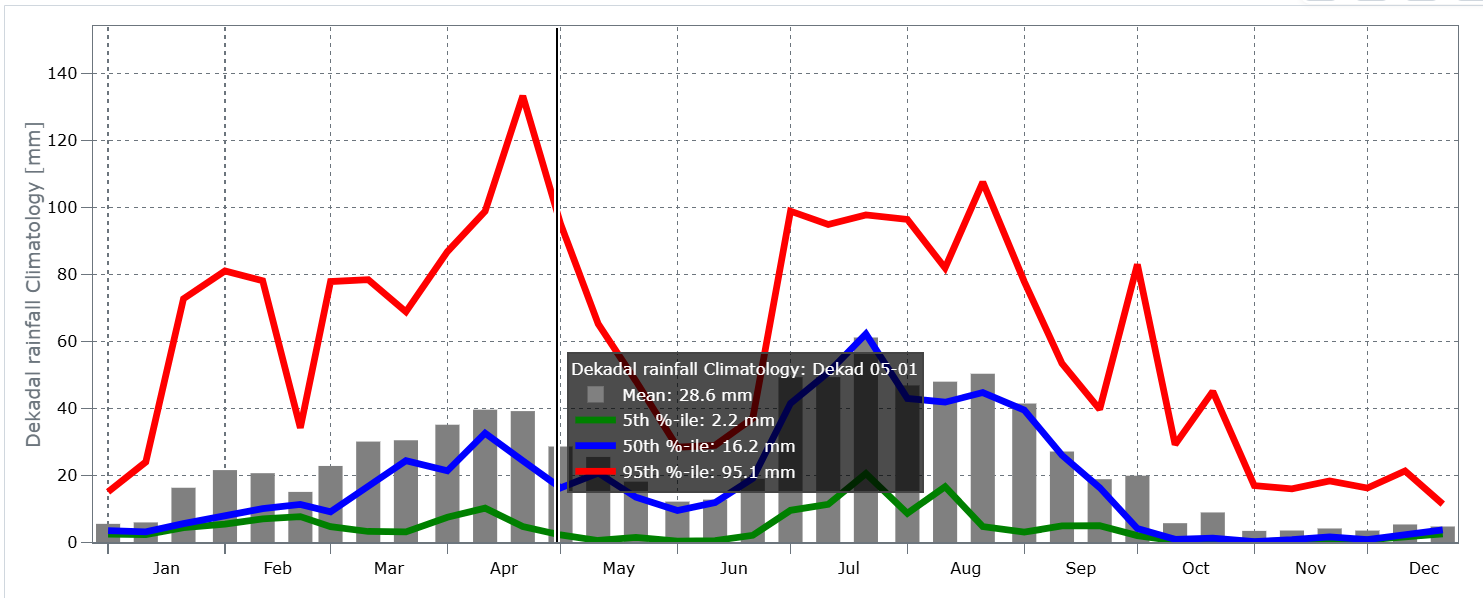 Dekadal rainfall Climatology [mm]
140
120
100
80
60
40
20
0
Dekadal rainfall Climatology: Dekad 05-01
Mean: 28.6 mm
5th %-ile: 2.2 mm
50th %-ile: 16.2 mm
95th %-ile: 95.1 mm
Jan Feb Mar Apr May Jun Jul Aug Sep Oct Nov Dec